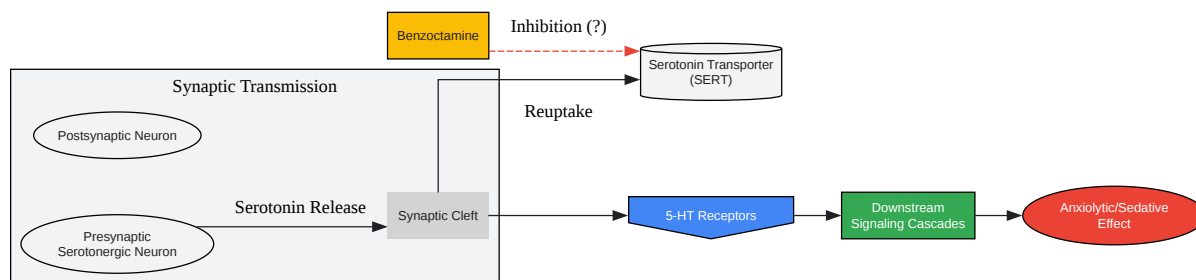 Benzoctamine
Inhibition (?)
Serotonin Transporter
(SERT)
Synaptic Transmission
Reuptake
Postsynaptic Neuron
Serotonin Release
Presynaptic
Serotonergic Neuron
Synaptic Cleft
5-HT Receptors
Downstream
Signaling Cascades
Anxiolytic/Sedative
Effect